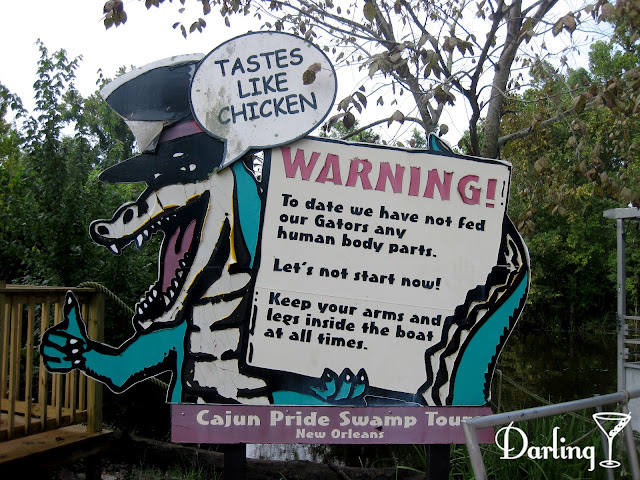 TASTES
LIKE
CHICKEN
WARNING!
To date we have not fed
our Gators any
human body parts.
Let's not start now!
Keep your arms and
legs inside the boat
at all times.
Cajun Pride Swamp Tour
New Orleans
Darling